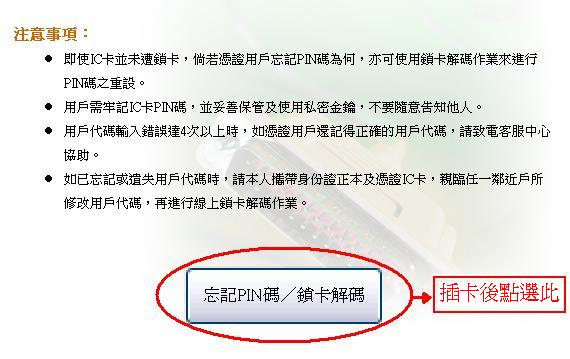 注意事項：
● 即使IC卡並未遭鎖卡，倘若憑證用戶忘記PIN碼為何，亦可使用鎖卡解碼作業來進行
PIN碼之重設。
● 用戶需牢記IC卡PIN碼，並妥善保管及使用私密金鑰，不要隨意告知他人。
● 用戶代碼輸入錯誤達4次以上時，如憑證用戶還記得正確的用戶代碼，請致電客服中心
協助。
● 如已忘記或遺失用戶代碼時，請本人攜帶身份證正本及憑證IC卡，親臨任一鄰近戶所
修改用戶代碼，再進行線上鎖卡解碼作業。
忘記PIN碼／鎖卡解碼
插卡後點選此